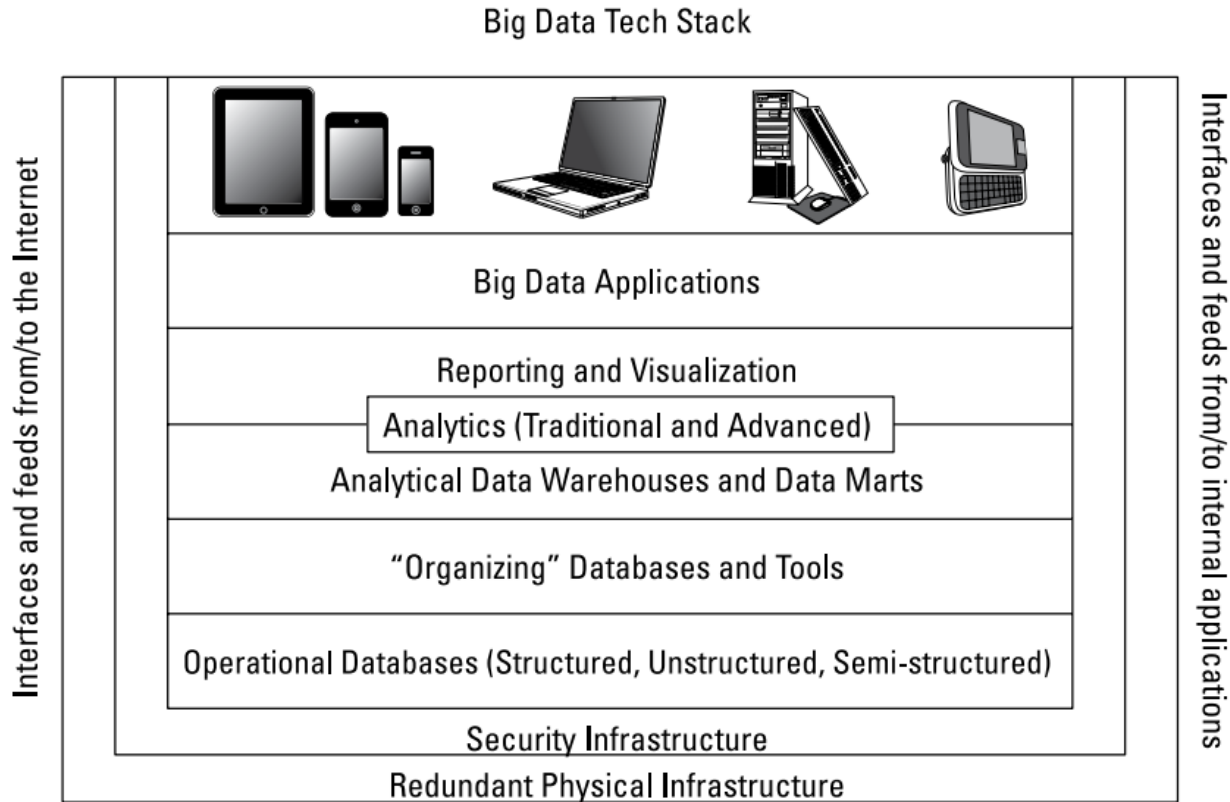 Big Data Tech Stack
Interfaces and feeds from/to the Internet
Interfaces and feeds from/to internal applications
Big Data Applications
Reporting and Visualization
Analytics (Traditional and Advanced)
Analytical Data Warehouses and Data Marts
“Organizing” Databases and Tools
Operational Databases (Structured, Unstructured, Semi-structured)
Security Infrastructure
Redundant Physical Infrastructure